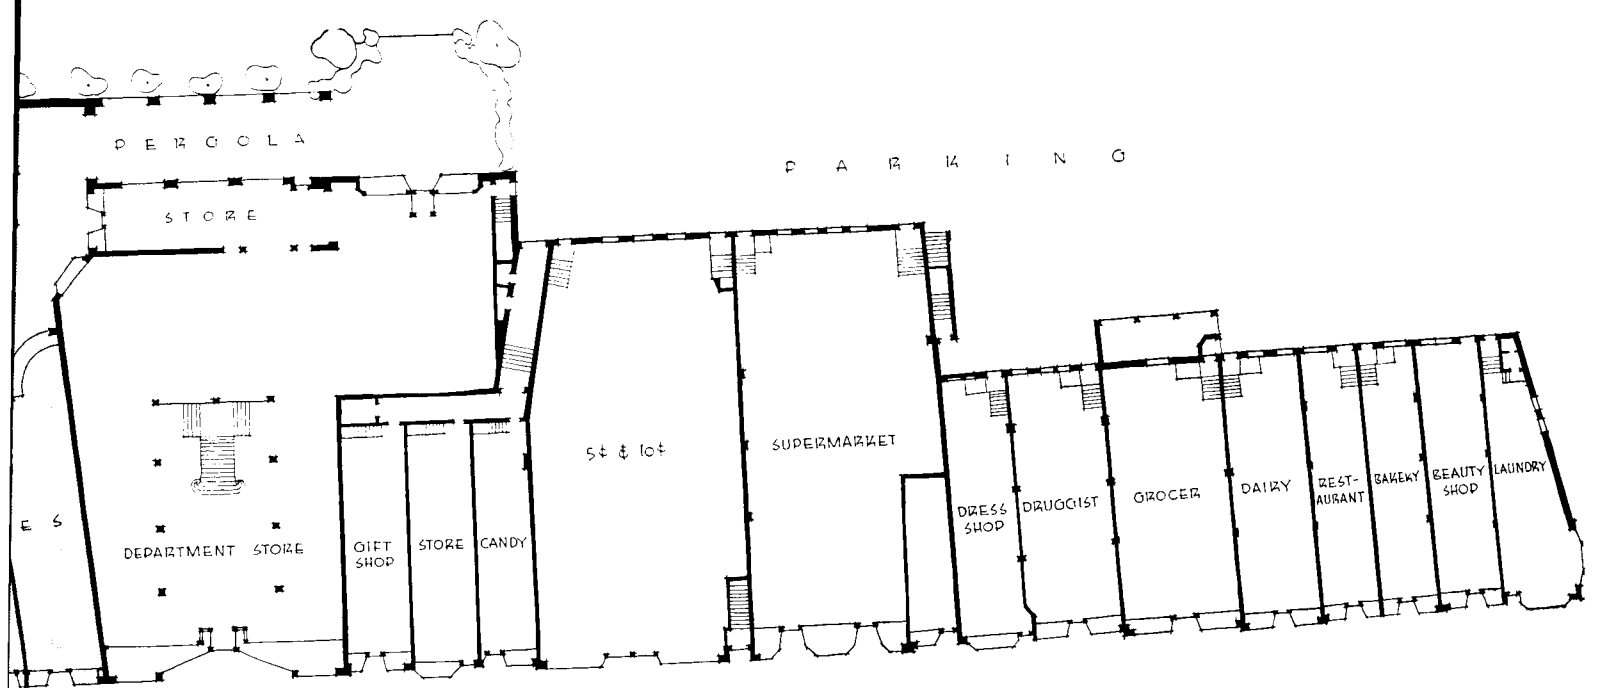 PERGOLA
PARKING
STORE
5¢ & 10¢
SUPERMARKET
ES
DEPARTMENT STORE
GIFT
SHOP
STORE
CANDY
DRESS
SHOP
DRUGGIST
GROCER
DAIRY
REST-
AURANT
BAKERY
BEAUTY
SHOP
LAUNDRY